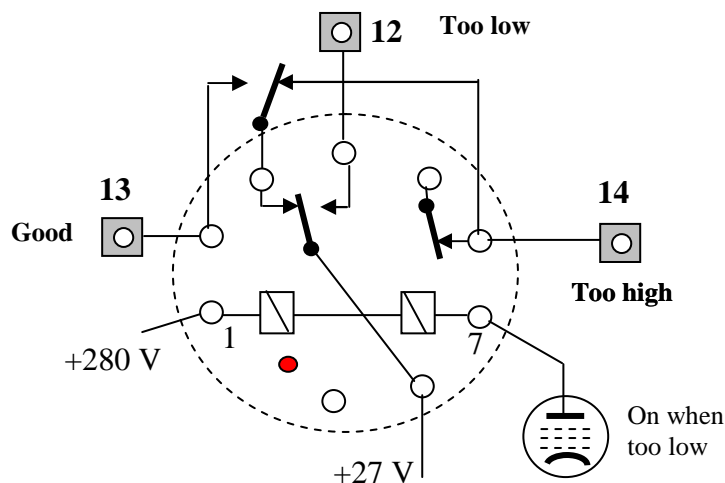 12 Too low
13
14
Good
Too high
1
7
+280 V
On when
too low
+27 V